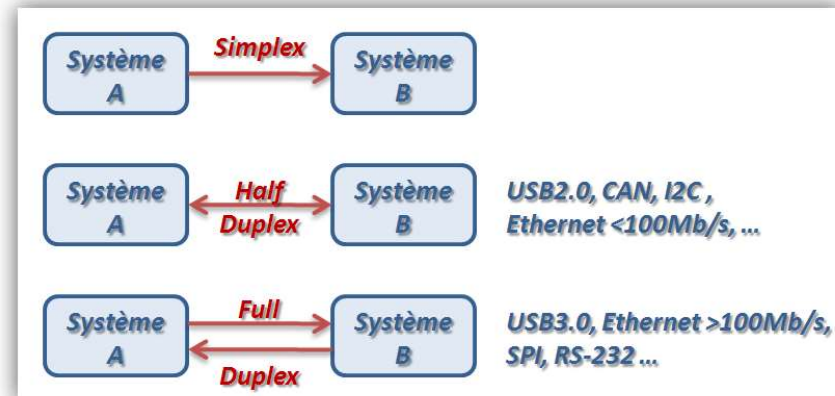 Système
A
Simplex
Système
B
Système
A
Half
Duplex
Système
B
USB2.0, CAN, I2C ,
Ethernet <100Mb/s, ...
Système
A
Full
Duplex
Système
B
USB3.0, Ethernet >100Mb/s,
SPI, RS-232 ...